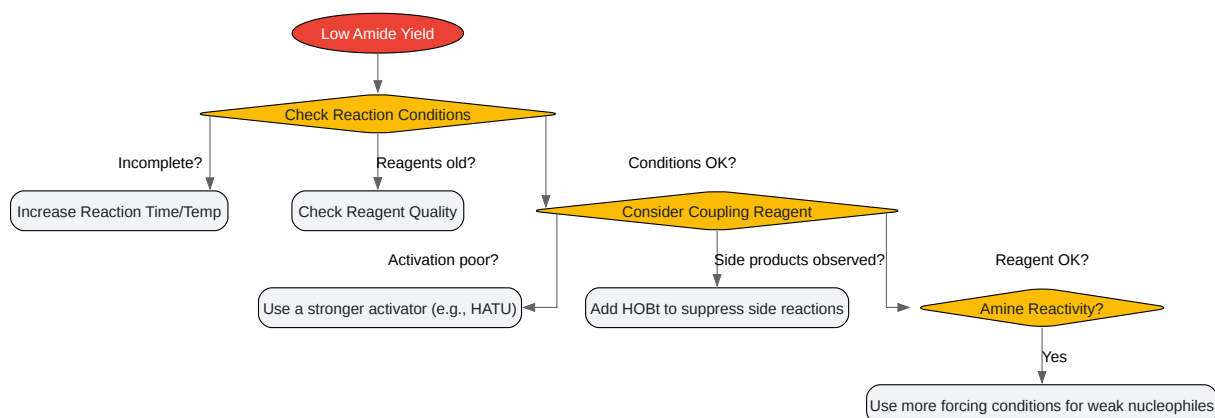 Low Amide Yield
Check Reaction Conditions
Incomplete?
Reagents old?
Conditions OK?
Increase Reaction Time/Temp
Check Reagent Quality
Consider Coupling Reagent
Activation poor?
Side products observed?
Reagent OK?
Use a stronger activator (e.g., HATU)
Add HOBt to suppress side reactions
Amine Reactivity?
Yes
Use more forcing conditions for weak nucleophiles